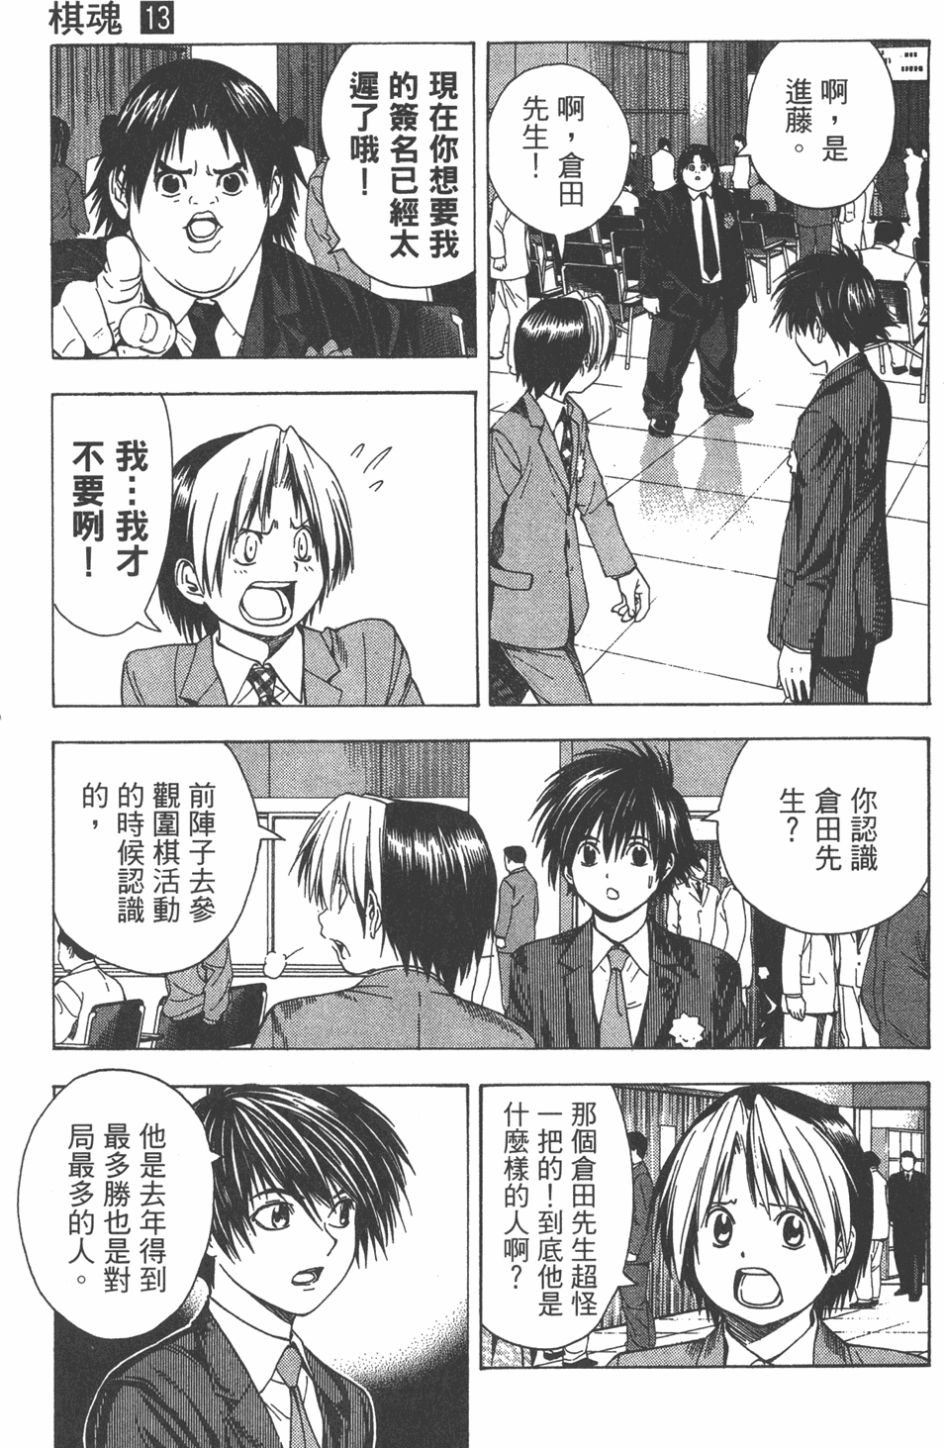 棋魂 13
啊，是
進藤。
啊，倉田
先生！
現在你想要我
的簽名已經太
遲了哦！
我…我才
不要咧！
你認識
倉田先
生？
前陣子去參
觀圍棋活動
的時候認識
的，
那個倉田先生超怪
一把的！到底他是
什麼樣的人啊？
他是去年得到
最多勝也是對
局最多的人。